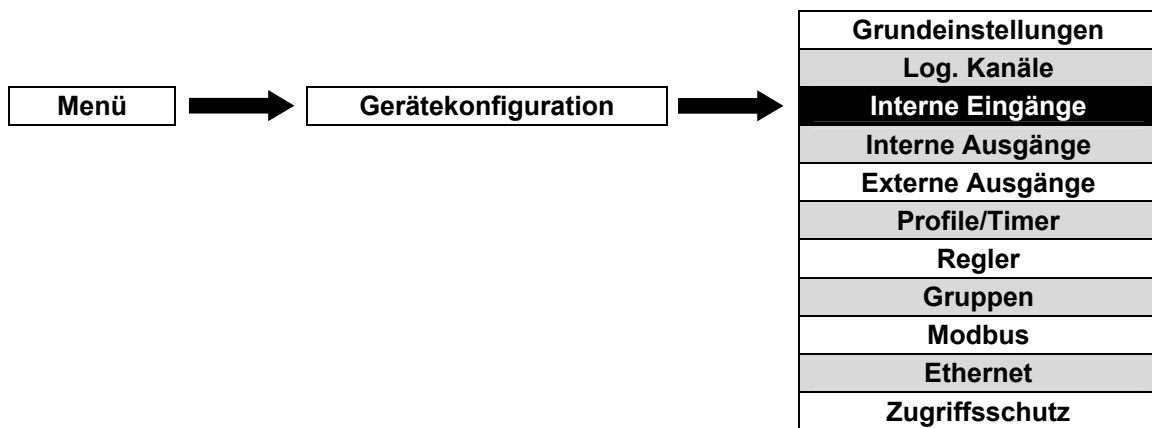 Grundeinstellungen
Log. Kanäle
Menü Gerätekonfiguration Interne Eingänge
Interne Ausgänge
Externe Ausgänge
Profile/Timer
Regler
Gruppen
Modbus
Ethernet
Zugriffsschutz